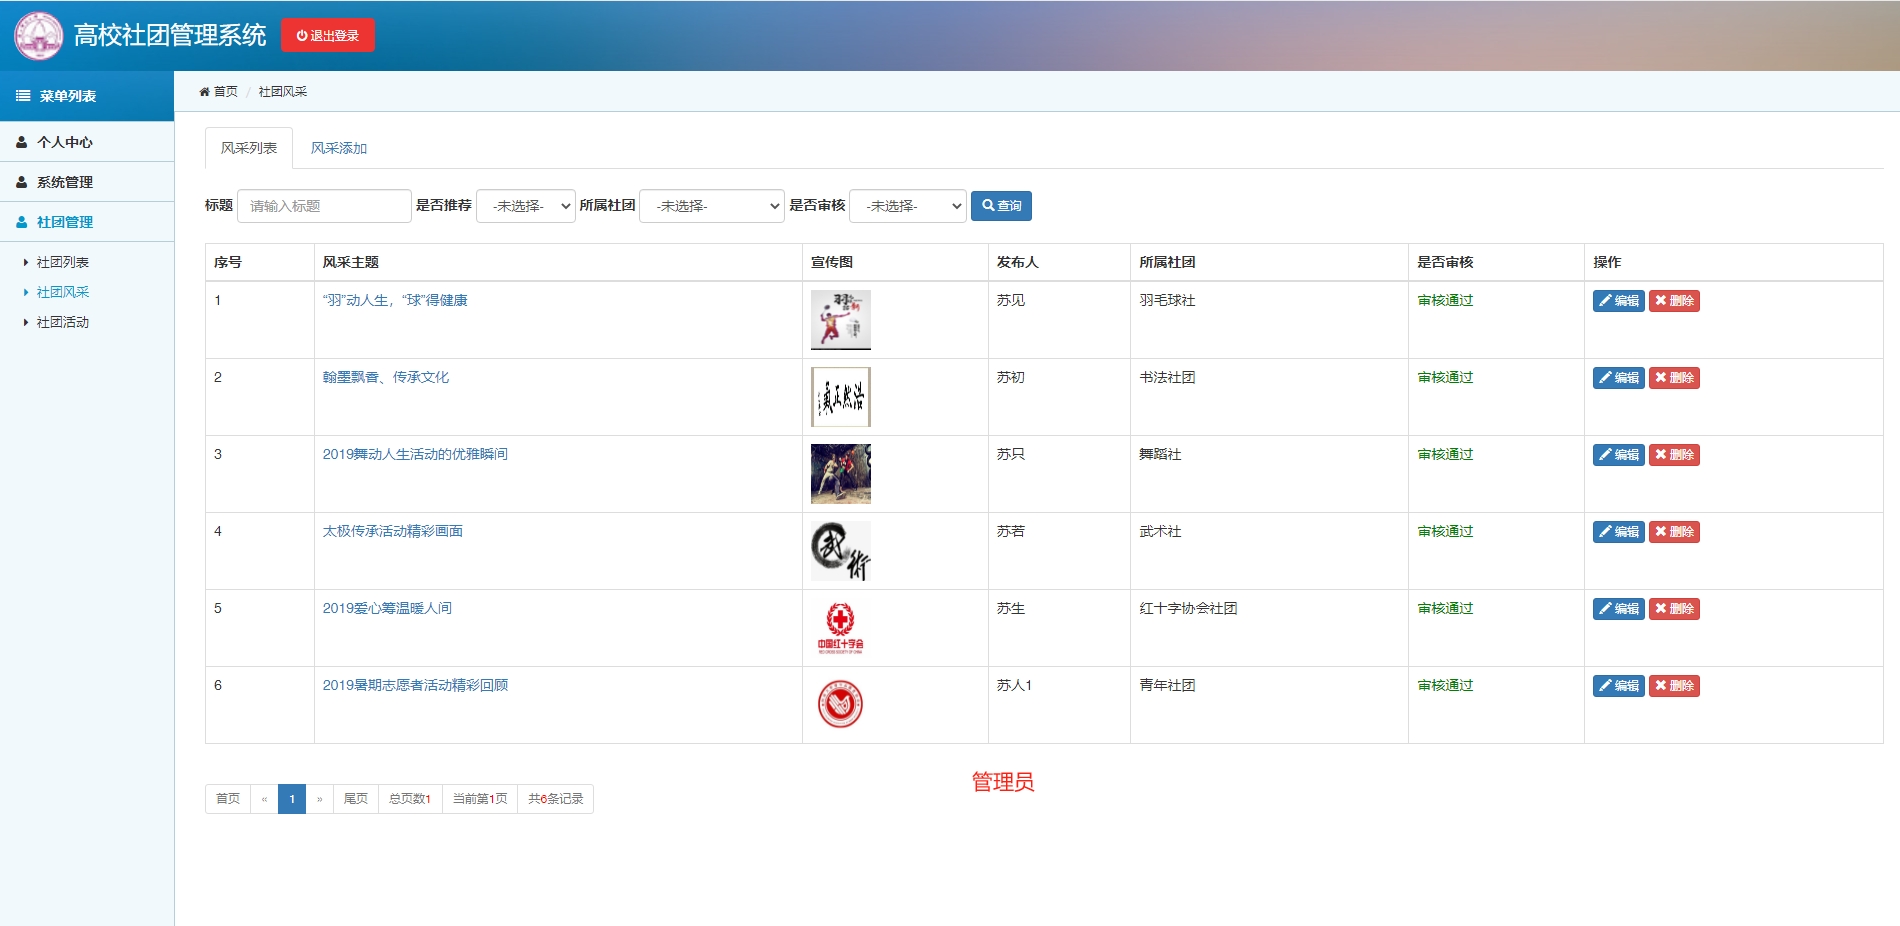 高校社团管理系统 退出登录
菜单列表
首页 / 社团风采
个人中心
系统管理
社团管理
社团列表
社团风采
社团活动
风采列表 风采添加
标题 请输入标题 是否推荐 -未选择- 所属社团 -未选择- 是否审核 -未选择- 查询
序号 风采主题 宣传图 发布人 所属社团 是否审核 操作
1 “羽”动人生，“球”得健康 苏见 羽毛球社 审核通过 编辑 删除
2 翰墨飘香、传承文化 浩然正氣 苏初 书法社团 审核通过 编辑 删除
3 2019舞动人生活动的优雅瞬间 苏只 舞蹈社 审核通过 编辑 删除
4 太极传承活动精彩画面 武術 苏若 武术社 审核通过 编辑 删除
5 2019爱心筹温暖人间 中国红十字会 RED CROSS SOCIETY OF CHINA 苏生 红十字协会社团 审核通过 编辑 删除
6 2019暑期志愿者活动精彩回顾 苏人1 青年社团 审核通过 编辑 删除
管理员
首页 « 1 » 尾页 总页数1 当前第1页 共6条记录